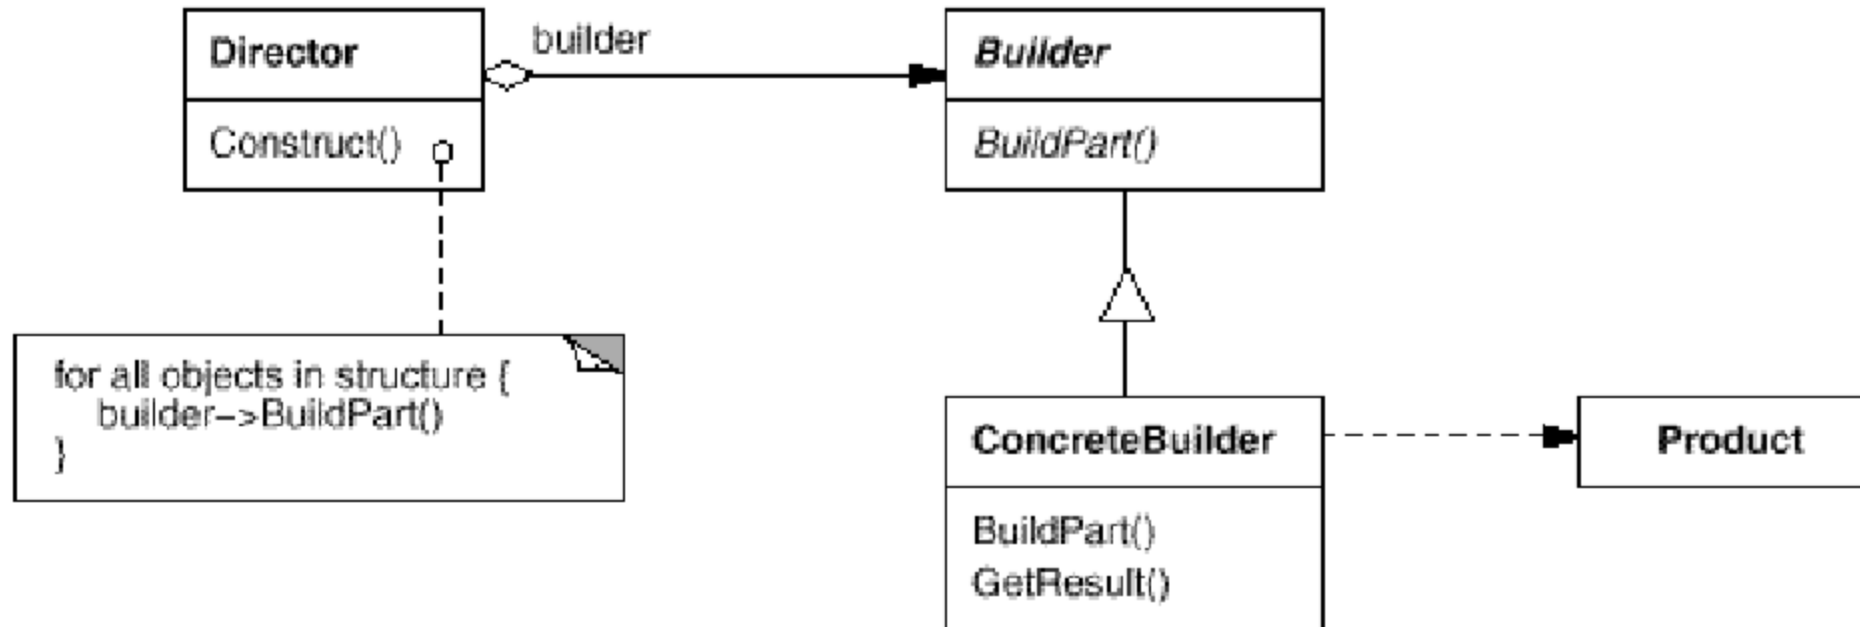 Director
builder
Builder
Construct()
BuildPart()
for all objects in structure {
builder–>BuildPart()
}
ConcreteBuilder
Product
BuildPart()
GetResult()